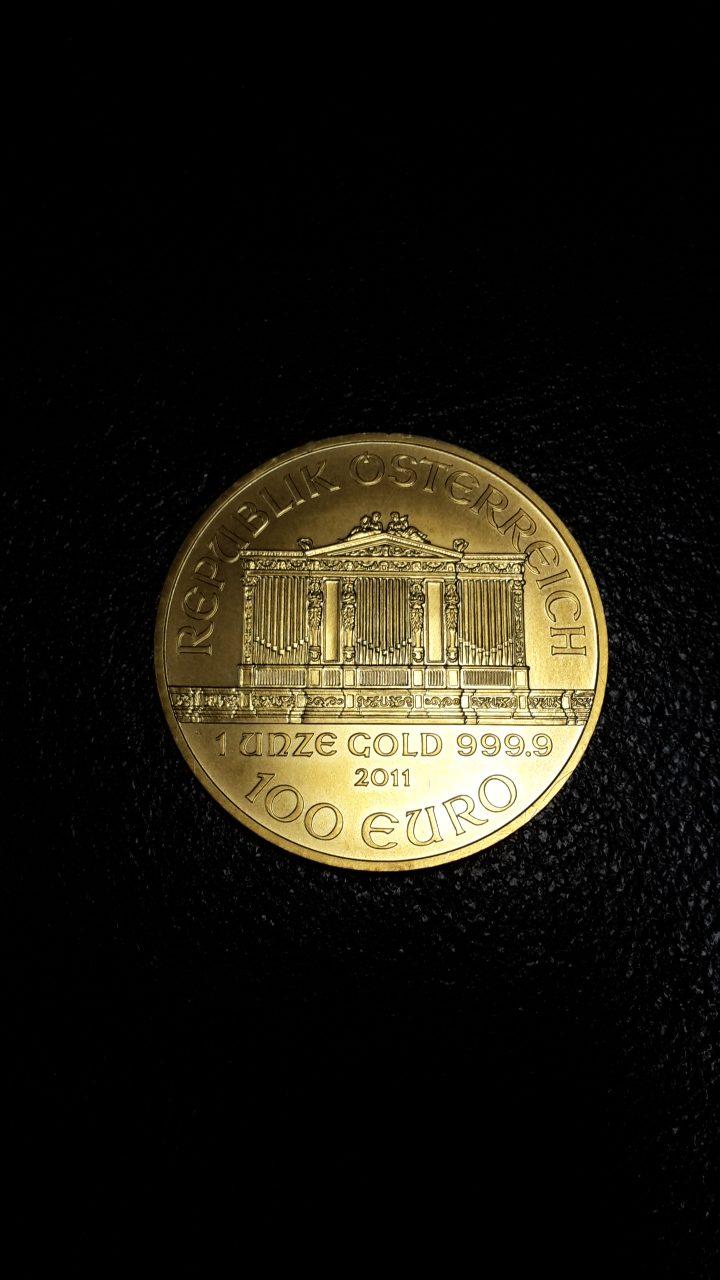 REPUBLIK ÖSTERREICH
1 UNZE GOLD 999.9
2011
100 EURO